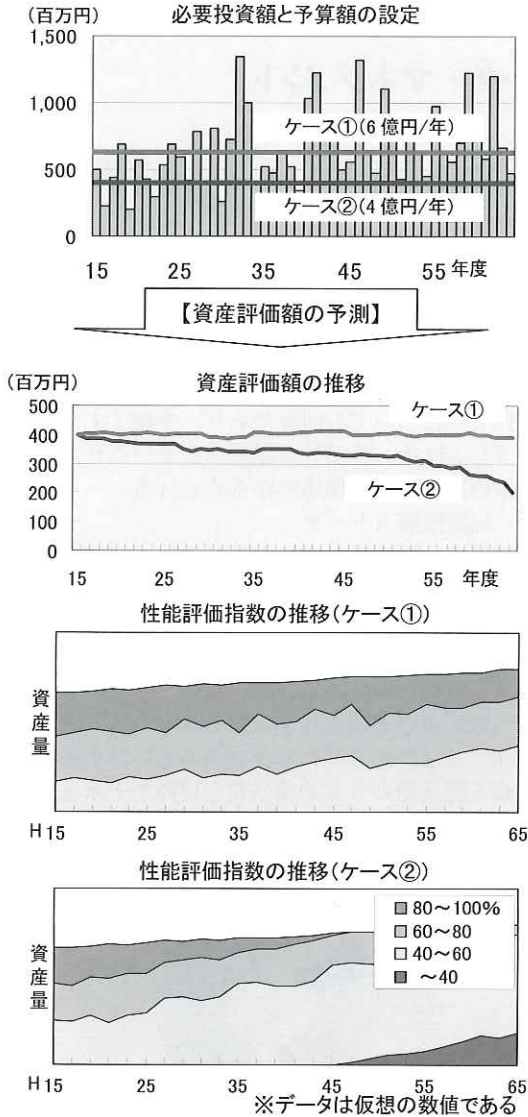 (百万円) 必要投資額と予算額の設定
1,500
1,000
ケース①(6億円/年)
500
ケース②(4億円/年)
0
15 25 35 45 55 年度
【資産評価額の予測】
(百万円) 資産評価額の推移
500
ケース①
400
300
ケース②
200
100
0
15 25 35 45 55 年度
性能評価指数の推移(ケース①)
資産量
H15 25 35 45 55 65
性能評価指数の推移(ケース②)
80～100%
60～80
40～60
～40
資産量
H15 25 35 45 55 65
※データは仮想の数値である